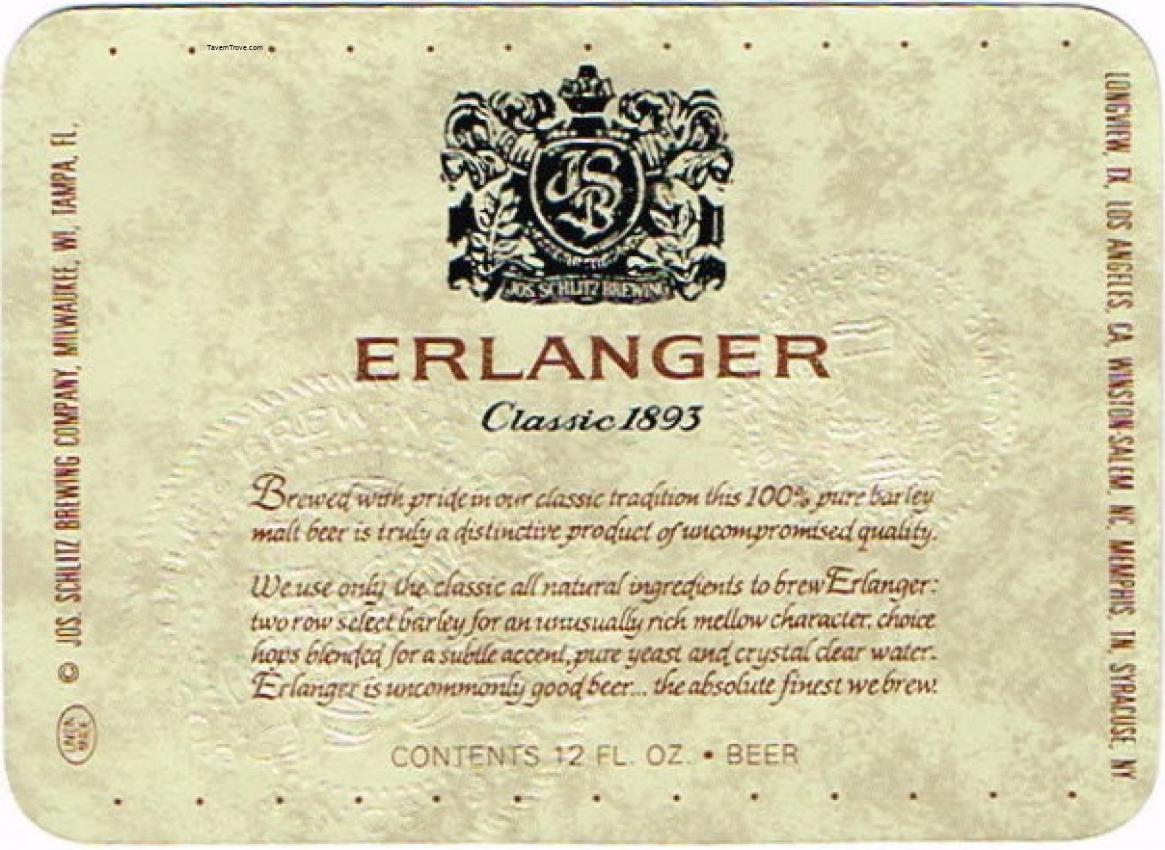 TavernTrove.com
JSB
JOS. SCHLITZ BREWING
ERLANGER
Classic 1893
Brewed with pride in our classic tradition this 100% pure barley
malt beer is truly a distinctive product of uncompromised quality.
We use only the classic all natural ingredients to brew Erlanger:
two row select barley for an unusually rich mellow character, choice
hops blended for a subtle accent, pure yeast and crystal clear water.
Erlanger is uncommonly good beer... the absolute finest we brew.
CONTENTS 12 FL. OZ. • BEER
© JOS. SCHLITZ BREWING COMPANY, MILWAUKEE, WI, TAMPA, FL,
LONGVIEW, TX, LOS ANGELES, CA, WINSTON-SALEM, NC, MEMPHIS, TN, SYRACUSE, NY
UNION MADE